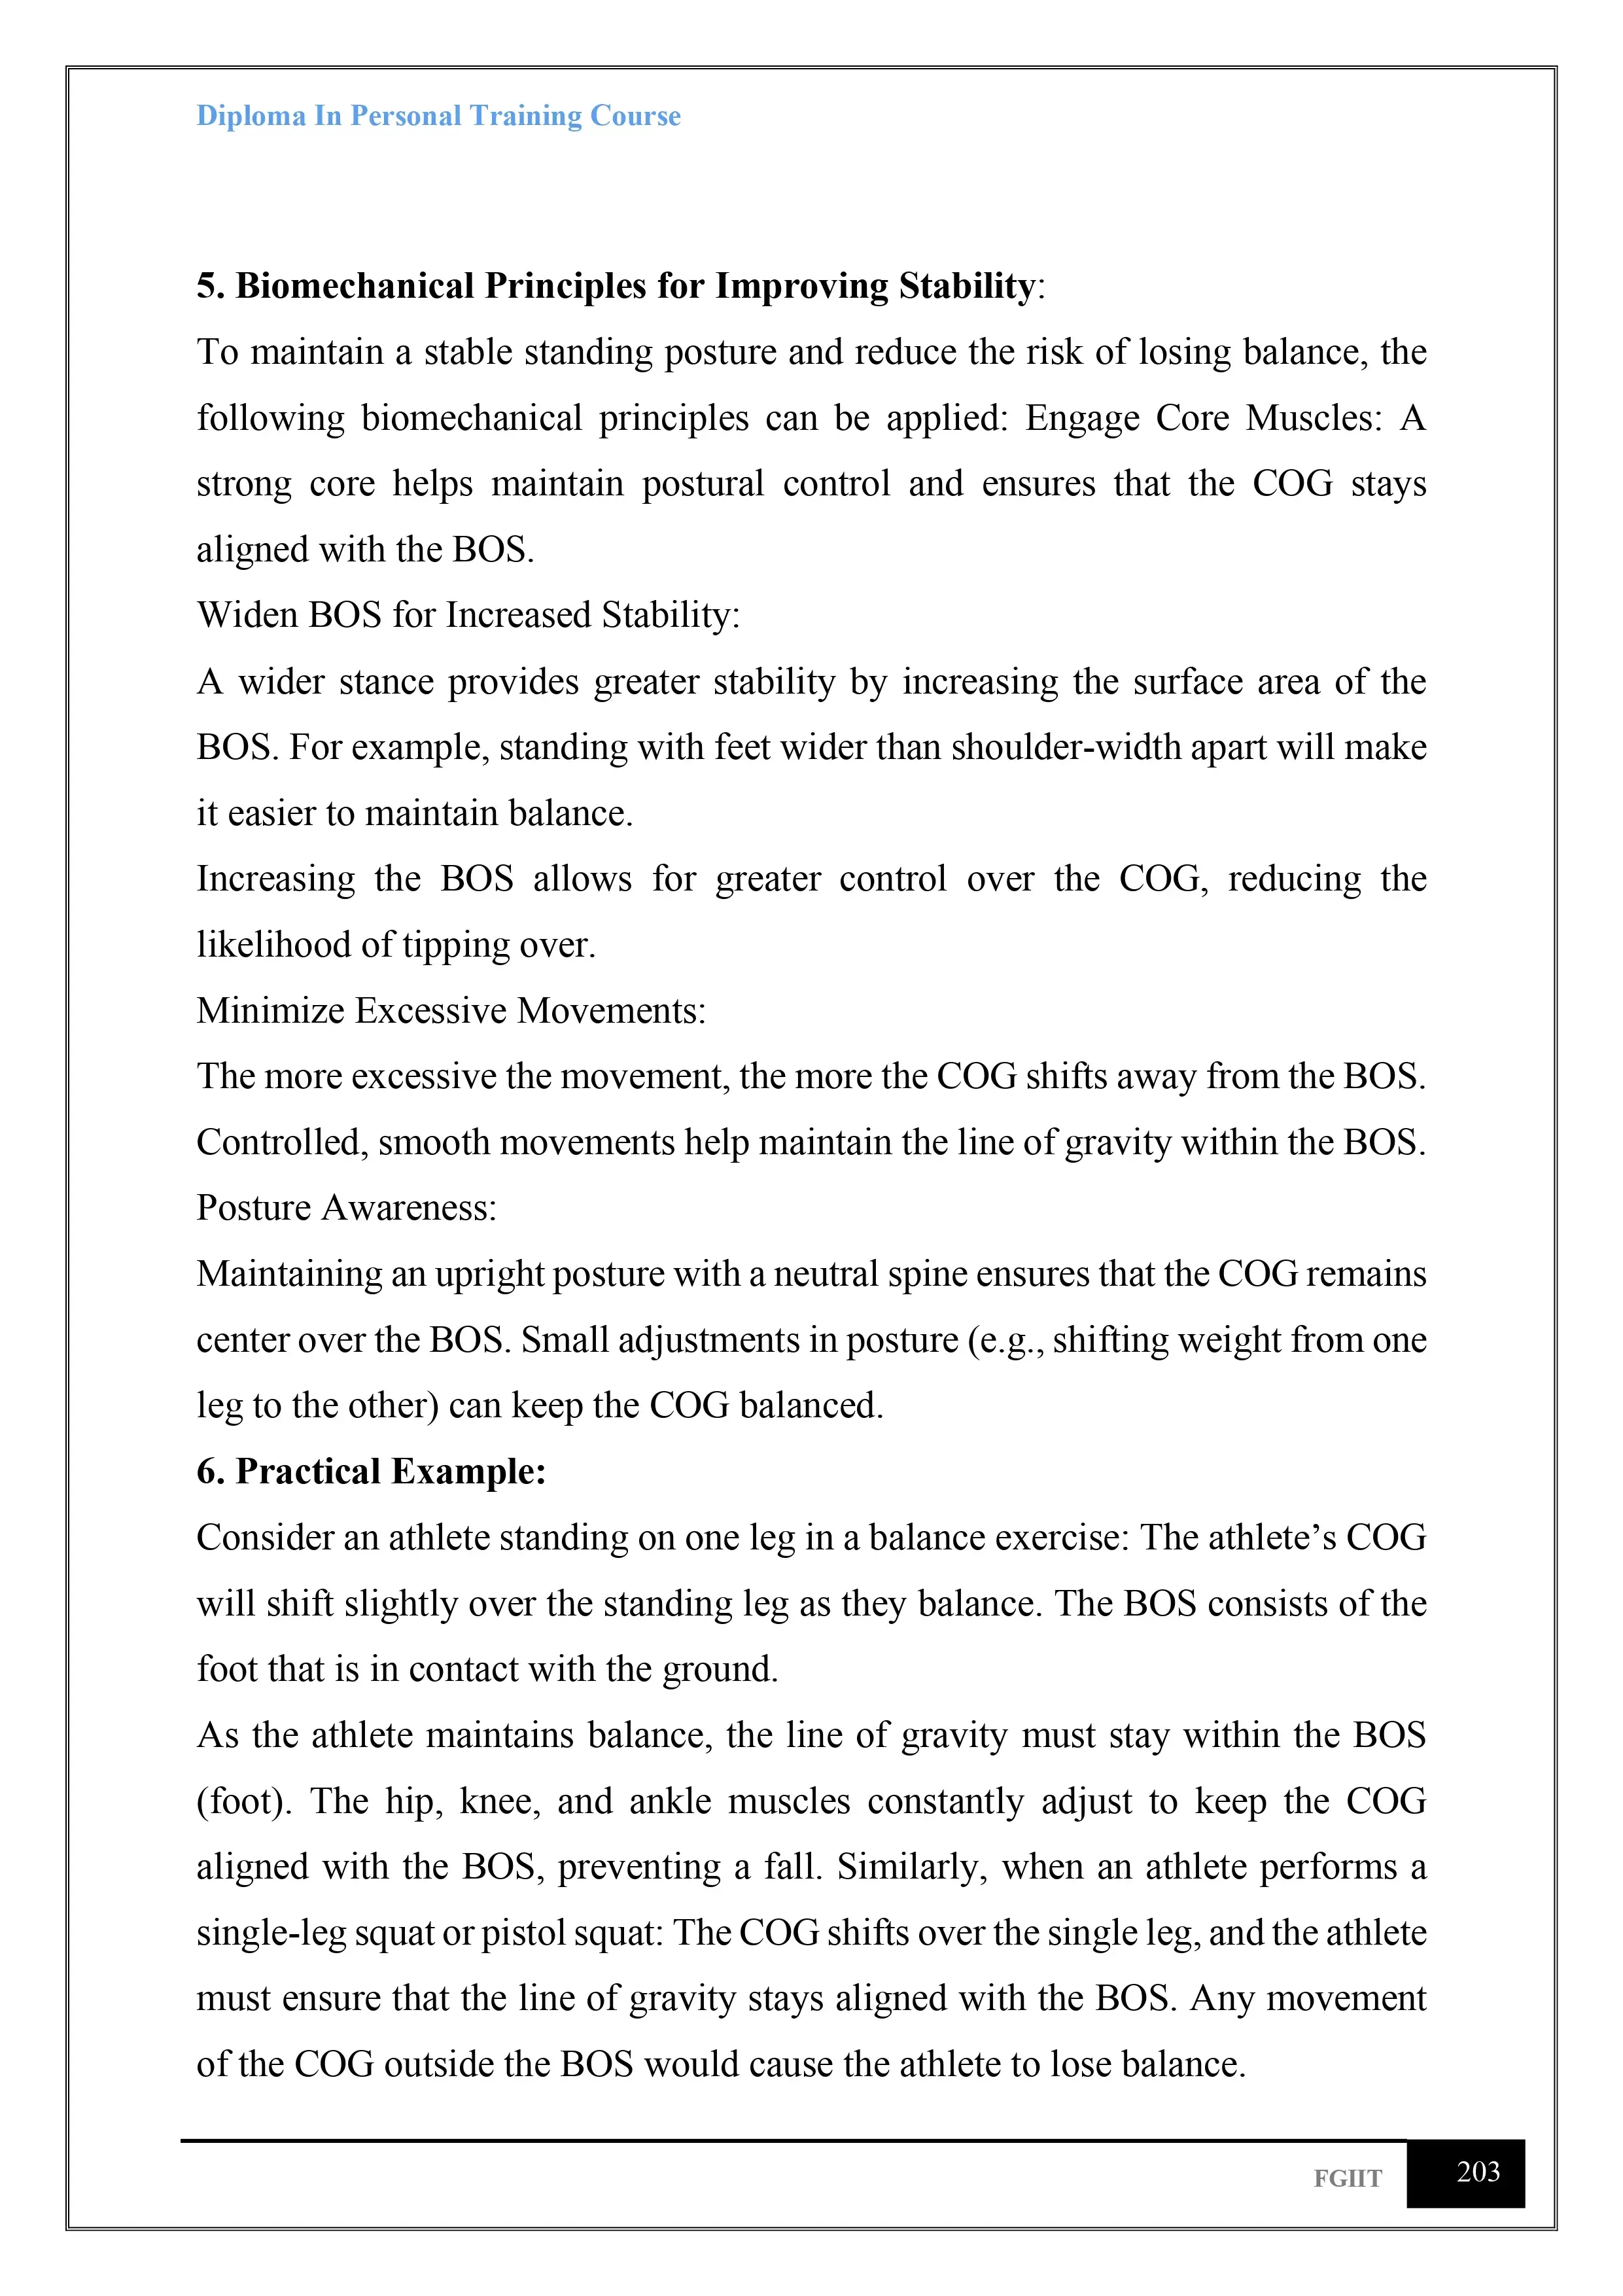 Diploma In Personal Training Course
5. Biomechanical Principles for Improving Stability:
To maintain a stable standing posture and reduce the risk of losing balance, the
following biomechanical principles can be applied: Engage Core Muscles: A
strong core helps maintain postural control and ensures that the COG stays
aligned with the BOS.
Widen BOS for Increased Stability:
A wider stance provides greater stability by increasing the surface area of the
BOS. For example, standing with feet wider than shoulder-width apart will make
it easier to maintain balance.
Increasing the BOS allows for greater control over the COG, reducing the
likelihood of tipping over.
Minimize Excessive Movements:
The more excessive the movement, the more the COG shifts away from the BOS.
Controlled, smooth movements help maintain the line of gravity within the BOS.
Posture Awareness:
Maintaining an upright posture with a neutral spine ensures that the COG remains
center over the BOS. Small adjustments in posture (e.g., shifting weight from one
leg to the other) can keep the COG balanced.
6. Practical Example:
Consider an athlete standing on one leg in a balance exercise: The athlete’s COG
will shift slightly over the standing leg as they balance. The BOS consists of the
foot that is in contact with the ground.
As the athlete maintains balance, the line of gravity must stay within the BOS
(foot). The hip, knee, and ankle muscles constantly adjust to keep the COG
aligned with the BOS, preventing a fall. Similarly, when an athlete performs a
single-leg squat or pistol squat: The COG shifts over the single leg, and the athlete
must ensure that the line of gravity stays aligned with the BOS. Any movement
of the COG outside the BOS would cause the athlete to lose balance.
FGIIT 203